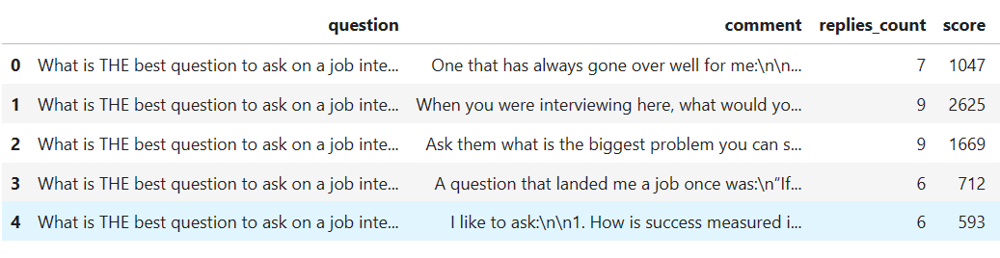 question comment replies_count score
0 What is THE best question to ask on a job inte... One that has always gone over well for me:\n\n... 7 1047
1 What is THE best question to ask on a job inte... When you were interviewing here, what would yo... 9 2625
2 What is THE best question to ask on a job inte... Ask them what is the biggest problem you can s... 9 1669
3 What is THE best question to ask on a job inte... A question that landed me a job once was:\n“If... 6 712
4 What is THE best question to ask on a job inte... I like to ask:\n\n1. How is success measured i... 6 593